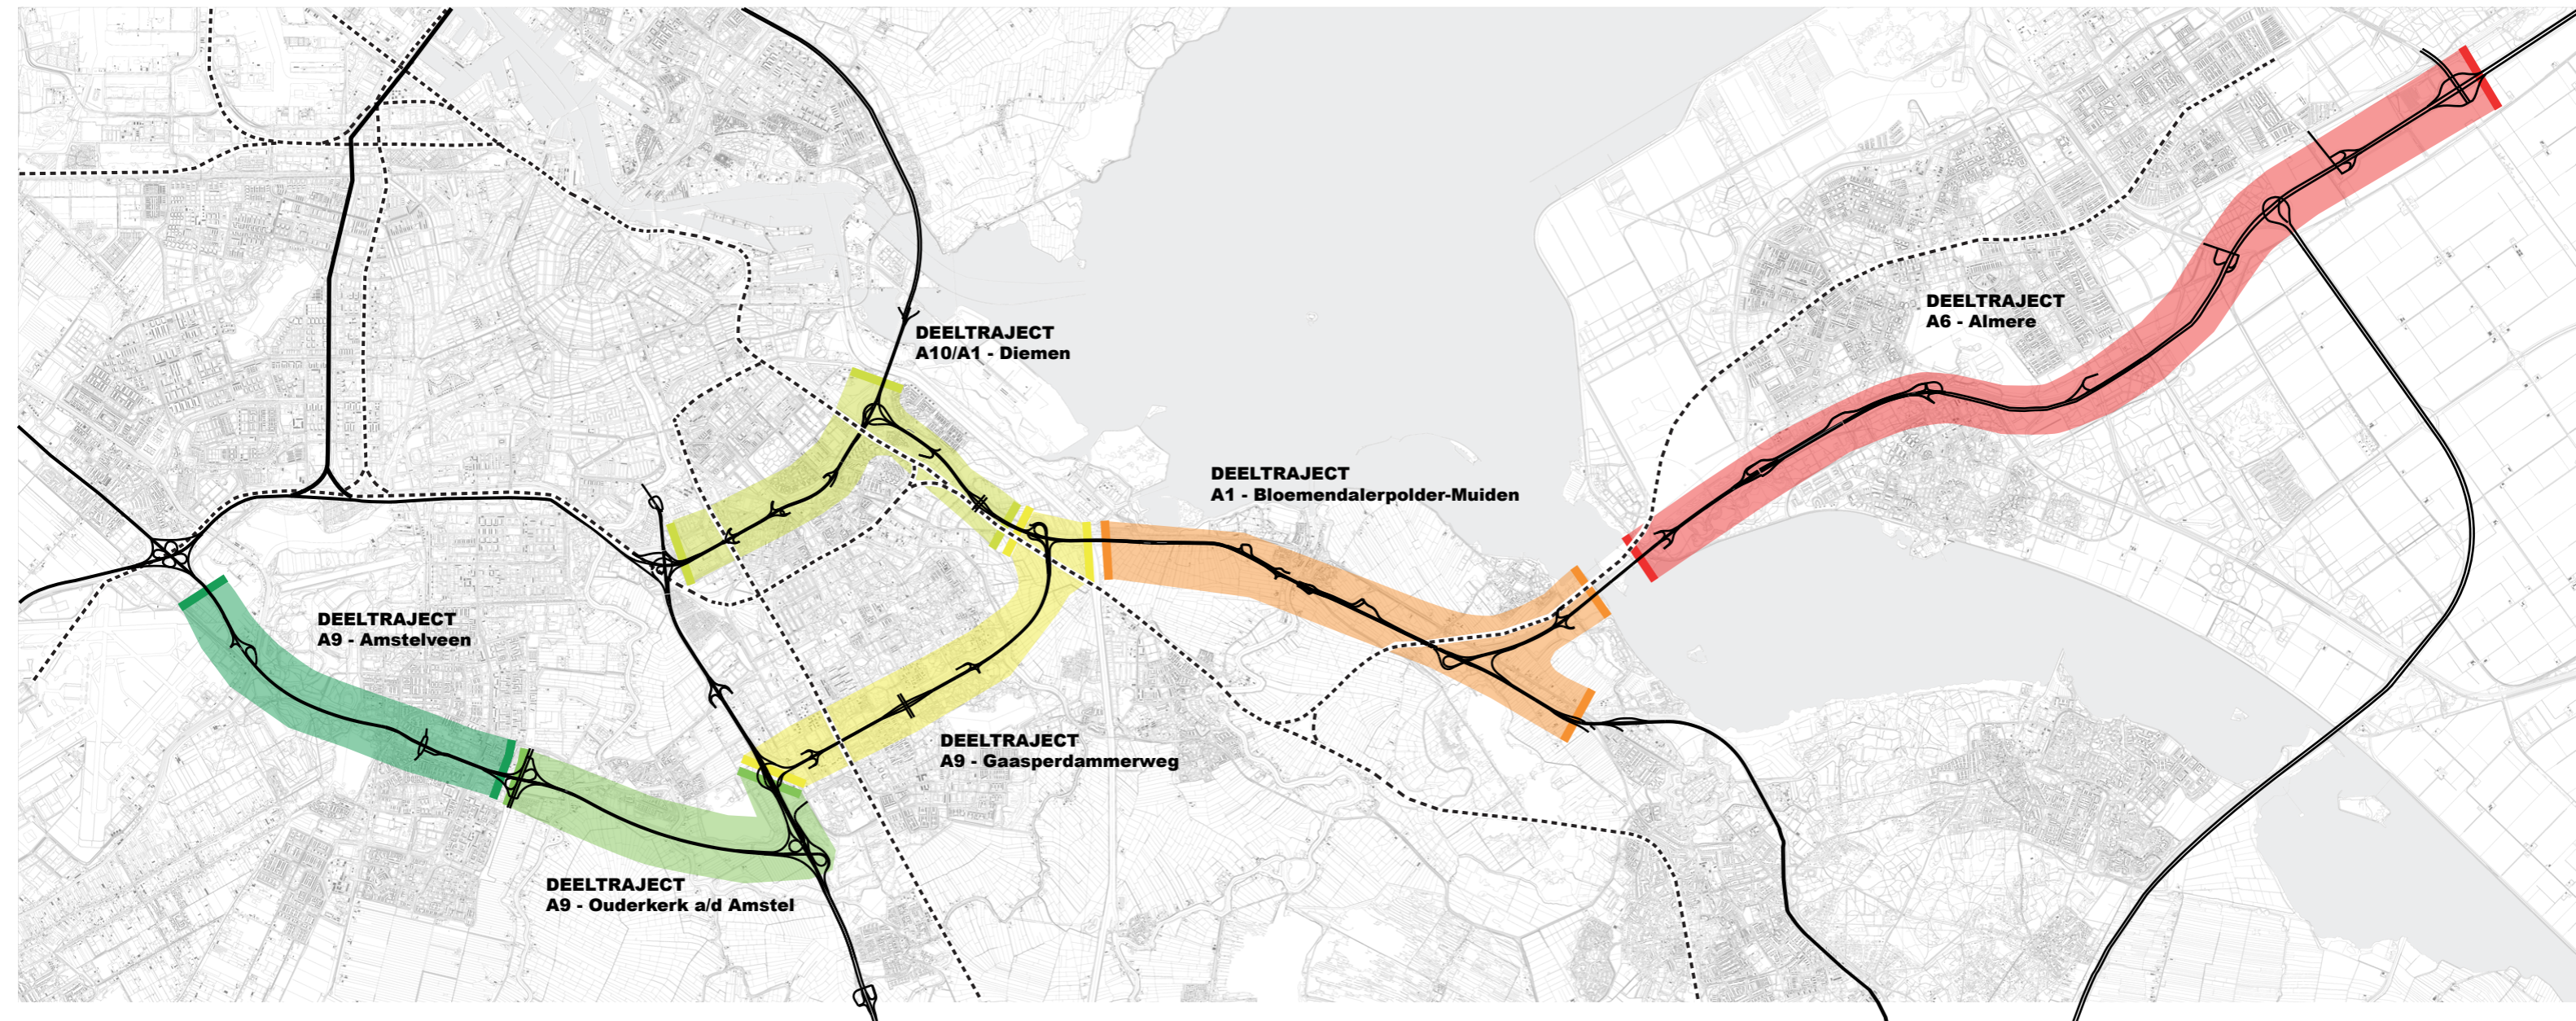 DEELTRAJECT
A6 - Almere
DEELTRAJECT
A10/A1 - Diemen
DEELTRAJECT
A1 - Bloemendalerpolder-Muiden
DEELTRAJECT
A9 - Amstelveen
DEELTRAJECT
A9 - Gaasperdammerweg
DEELTRAJECT
A9 - Ouderkerk a/d Amstel